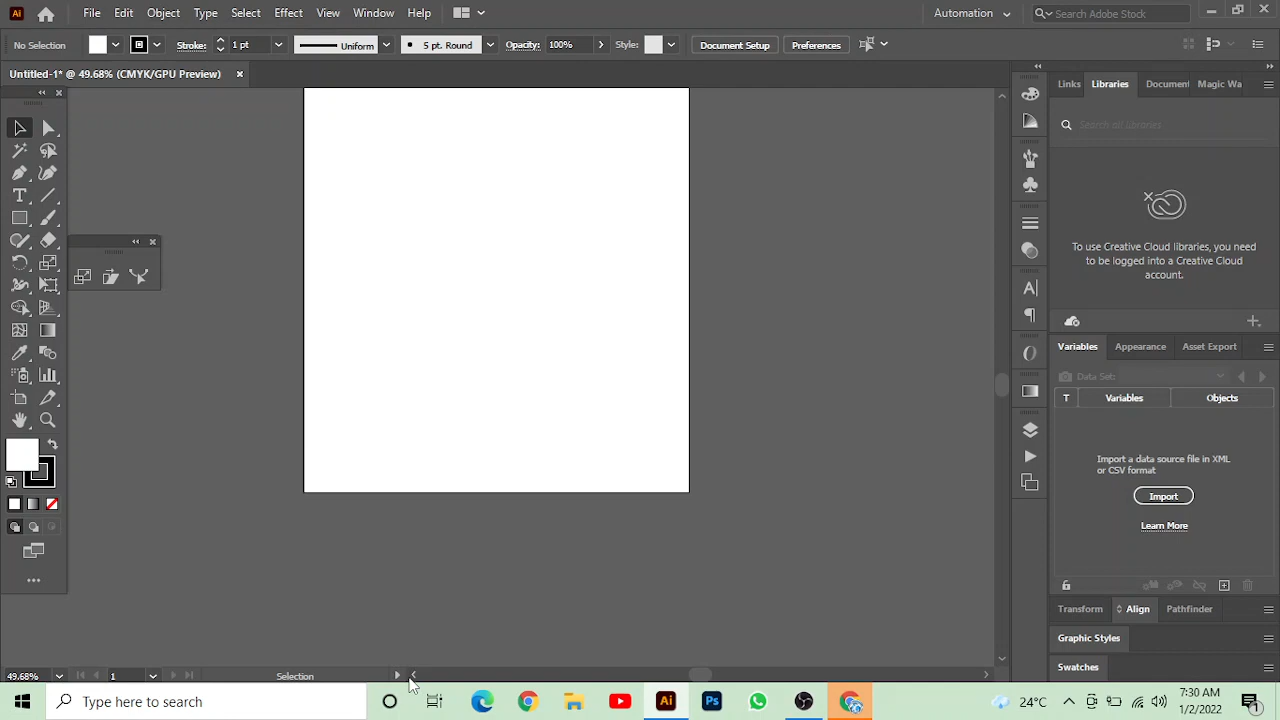 Ai File Edit Object Type Select Effect View Window Help Automation Search Adobe Stock
No Selection Stroke: 1 pt Uniform 5 pt. Round Opacity: 100% Style: Document Setup Preferences
Untitled-1* @ 49.68% (CMYK/GPU Preview)
Links Libraries Document Magic Wa
Search all libraries
To use Creative Cloud libraries, you need
to be logged into a Creative Cloud
account.
Variables Appearance Asset Export
Data Set:
T Variables Objects
Import a data source file in XML
or CSV format
Import
Learn More
Transform Align Pathfinder
Graphic Styles
Swatches
49.68% 1 Selection
Type here to search Ai Ps 24°C 7:30 AM
1/2/2022 1